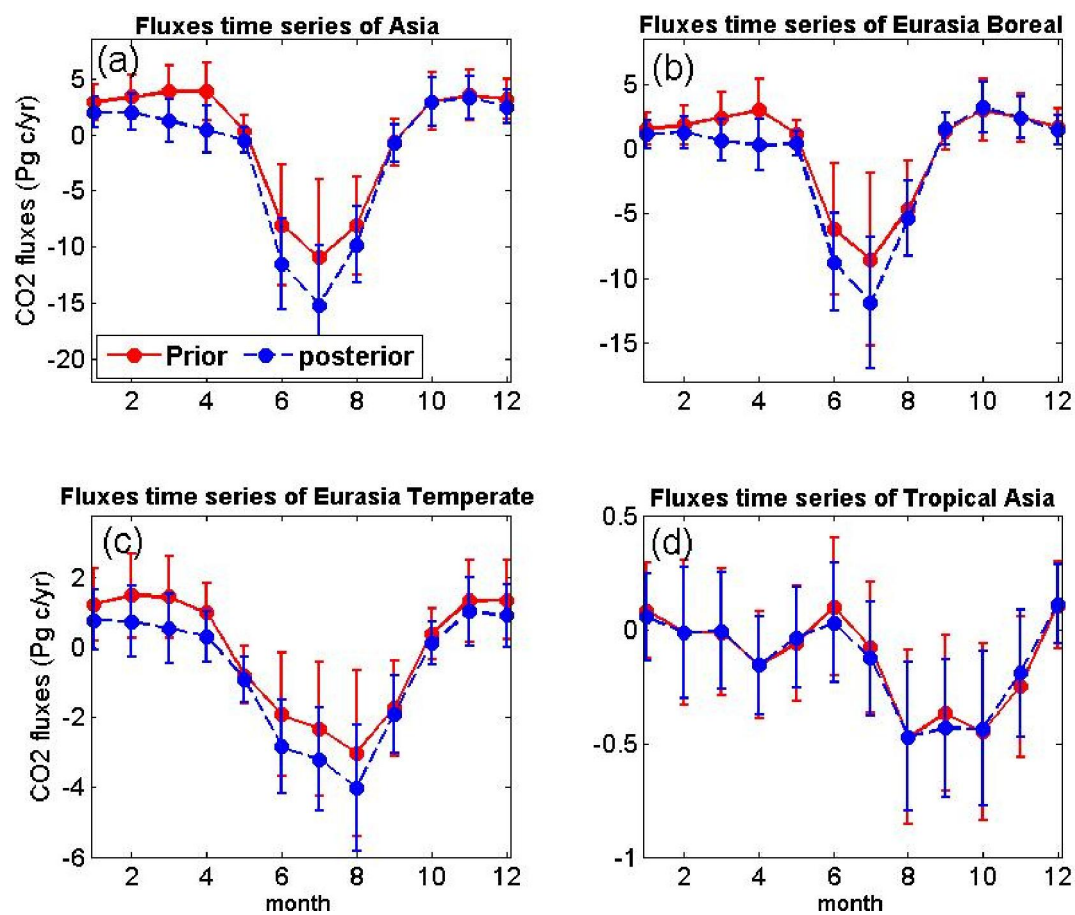 Fluxes time series of Asia
(a)
CO2 fluxes (Pg c/yr)
5
0
-5
-10
-15
-20
Prior posterior
2 4 6 8 10 12
Fluxes time series of Eurasia Boreal
(b)
5
0
-5
-10
-15
2 4 6 8 10 12
Fluxes time series of Eurasia Temperate
(c)
CO2 fluxes (Pg c/yr)
2
0
-2
-4
-6
2 4 6 8 10 12
month
Fluxes time series of Tropical Asia
(d)
0.5
0
-0.5
-1
2 4 6 8 10 12
month